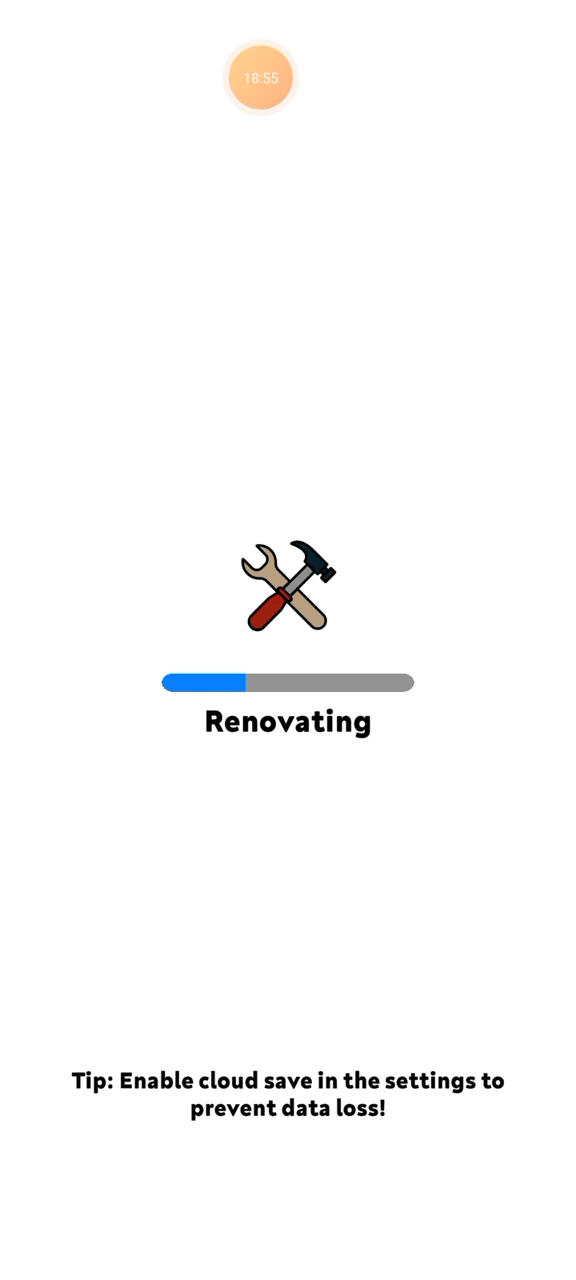 18:55
Renovating
Tip: Enable cloud save in the settings to
prevent data loss!